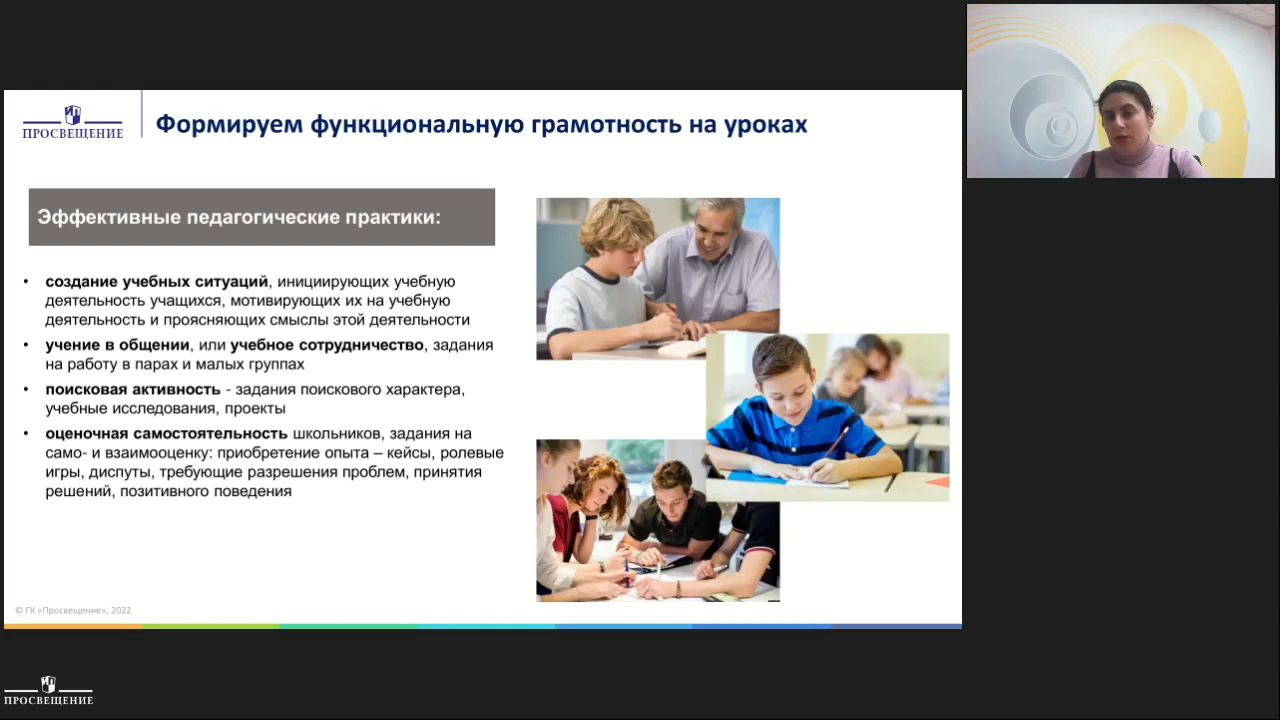 ПРОСВЕЩЕНИЕ
Формируем функциональную грамотность на уроках
Эффективные педагогические практики:
• создание учебных ситуаций, инициирующих учебную
деятельность учащихся, мотивирующих их на учебную
деятельность и проясняющих смыслы этой деятельности
• учение в общении, или учебное сотрудничество, задания
на работу в парах и малых группах
• поисковая активность - задания поискового характера,
учебные исследования, проекты
• оценочная самостоятельность школьников, задания на
само- и взаимооценку: приобретение опыта – кейсы, ролевые
игры, диспуты, требующие разрешения проблем, принятия
решений, позитивного поведения
© ГК «Просвещение», 2022
ПРОСВЕЩЕНИЕ